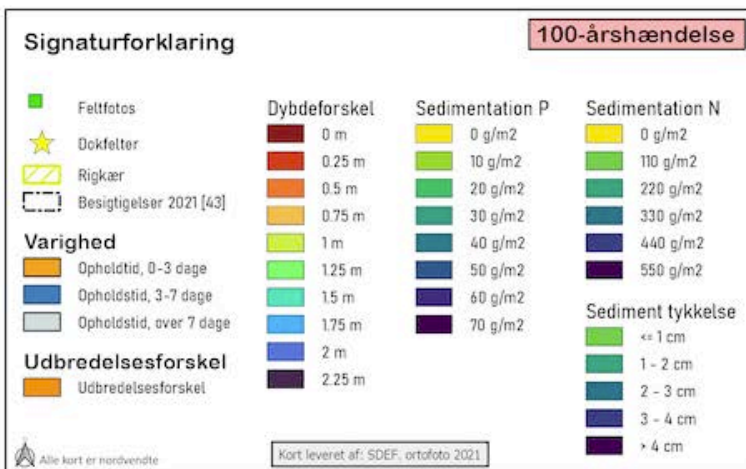 Signaturforklaring
100-årshændelse
Feltfotos
Dokfelter
Rigkær
Besigtigelser 2021 [43]
Varighed
Opholdtid, 0-3 dage
Opholdstid, 3-7 dage
Opholdstid, over 7 dage
Udbredelsesforskel
Udbredelsesforskel
Dybdeforskel
0 m
0.25 m
0.5 m
0.75 m
1 m
1.25 m
1.5 m
1.75 m
2 m
2.25 m
Sedimentation P
0 g/m2
10 g/m2
20 g/m2
30 g/m2
40 g/m2
50 g/m2
60 g/m2
70 g/m2
Sedimentation N
0 g/m2
110 g/m2
220 g/m2
330 g/m2
440 g/m2
550 g/m2
Sediment tykkelse
<= 1 cm
1 - 2 cm
2 - 3 cm
3 - 4 cm
> 4 cm
Alle kort er nordvendte
Kort leveret af: SDEF, ortofoto 2021